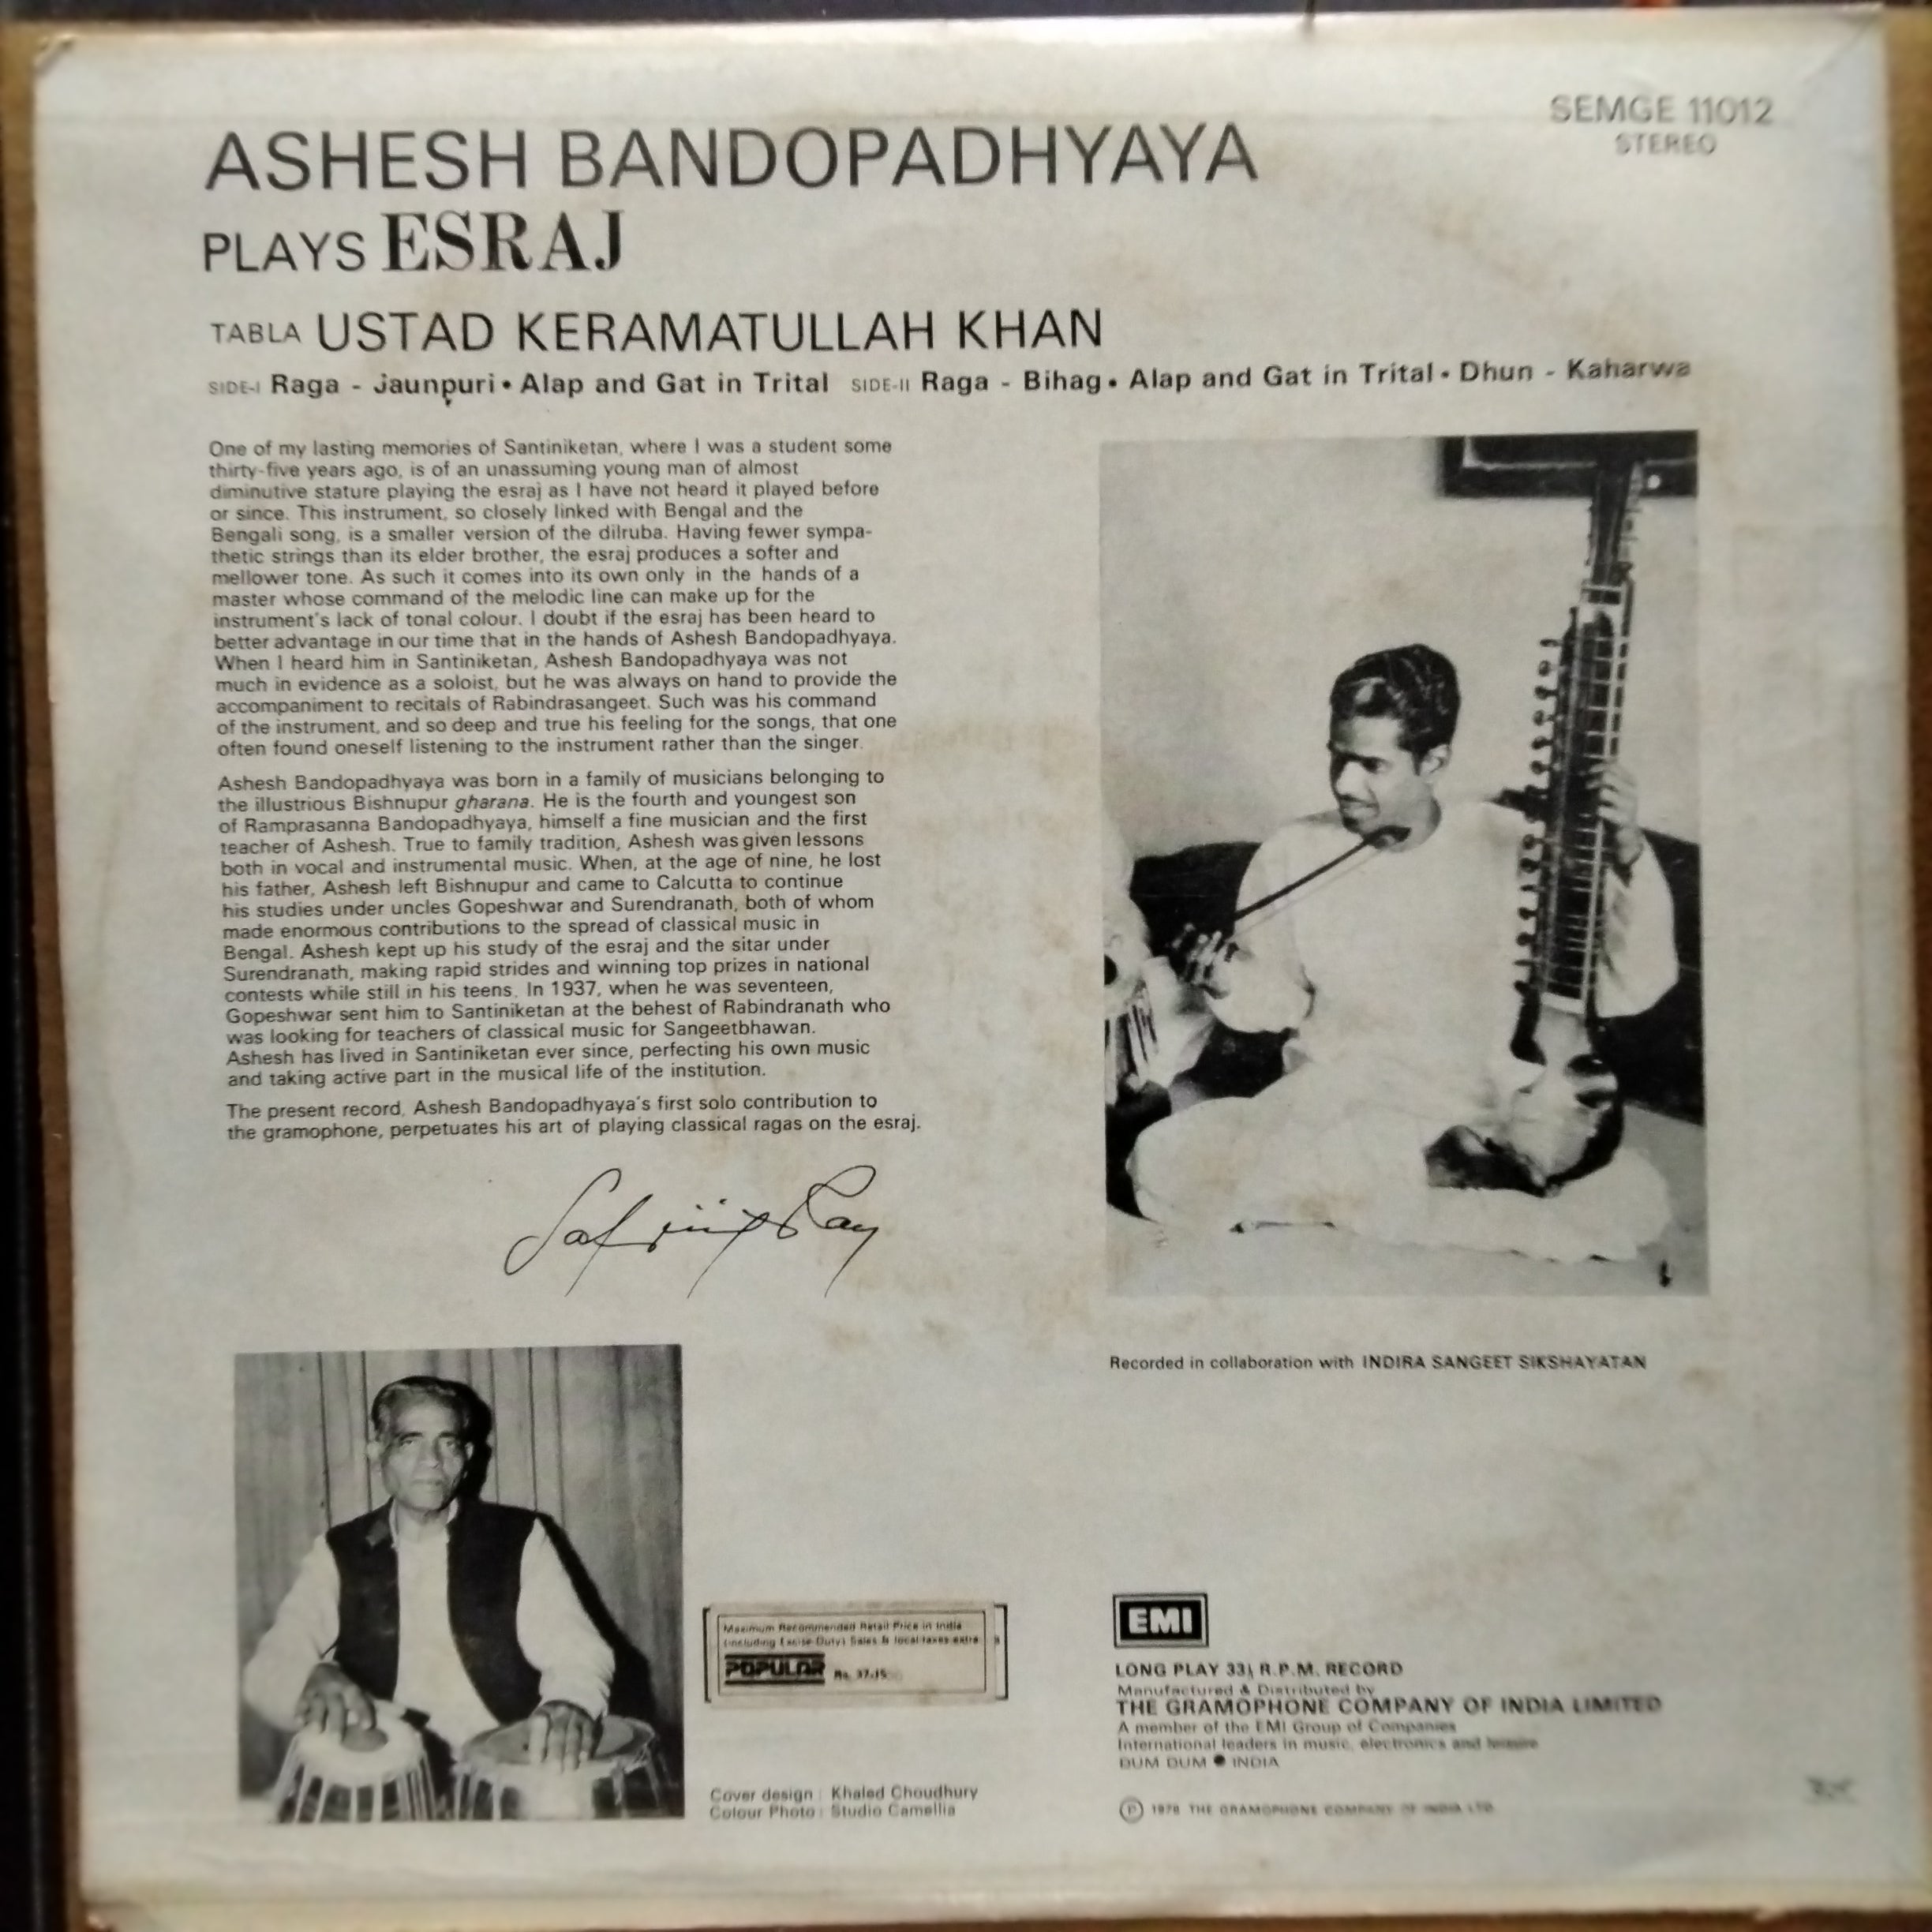 SEMGE 11012
STEREO
ASHESH BANDOPADHYAYA
PLAYS ESRAJ
TABLA USTAD KERAMATULLAH KHAN
SIDE-I Raga - Jaunpuri • Alap and Gat in Trital SIDE-II Raga - Bihag • Alap and Gat in Trital • Dhun - Kaharwa
One of my lasting memories of Santiniketan, where I was a student some
thirty-five years ago, is of an unassuming young man of almost
diminutive stature playing the esraj as I have not heard it played before
or since. This instrument, so closely linked with Bengal and the
Bengali song, is a smaller version of the dilruba. Having fewer sympa-
thetic strings than its elder brother, the esraj produces a softer and
mellower tone. As such it comes into its own only in the hands of a
master whose command of the melodic line can make up for the
instrument's lack of tonal colour. I doubt if the esraj has been heard to
better advantage in our time that in the hands of Ashesh Bandopadhyaya.
When I heard him in Santiniketan, Ashesh Bandopadhyaya was not
much in evidence as a soloist, but he was always on hand to provide the
accompaniment to recitals of Rabindrasangeet. Such was his command
of the instrument, and so deep and true his feeling for the songs, that one
often found oneself listening to the instrument rather than the singer.
Ashesh Bandopadhyaya was born in a family of musicians belonging to
the illustrious Bishnupur gharana. He is the fourth and youngest son
of Ramprasanna Bandopadhyaya, himself a fine musician and the first
teacher of Ashesh. True to family tradition, Ashesh was given lessons
both in vocal and instrumental music. When, at the age of nine, he lost
his father, Ashesh left Bishnupur and came to Calcutta to continue
his studies under uncles Gopeshwar and Surendranath, both of whom
made enormous contributions to the spread of classical music in
Bengal. Ashesh kept up his study of the esraj and the sitar under
Surendranath, making rapid strides and winning top prizes in national
contests while still in his teens. In 1937, when he was seventeen,
Gopeshwar sent him to Santiniketan at the behest of Rabindranath who
was looking for teachers of classical music for Sangeetbhawan.
Ashesh has lived in Santiniketan ever since, perfecting his own music
and taking active part in the musical life of the institution.
The present record, Ashesh Bandopadhyaya's first solo contribution to
the gramophone, perpetuates his art of playing classical ragas on the esraj.
Satyajit Ray
Recorded in collaboration with INDIRA SANGEET SIKSHAYATAN
Maximum Recommended Retail Price in India
(including Excise Duty) Sales & local taxes extra
POPULAR Rs. 37.15
Cover design : Khaled Choudhury
Colour Photo : Studio Camellia
EMI
LONG PLAY 33⅓ R.P.M. RECORD
Manufactured & Distributed by
THE GRAMOPHONE COMPANY OF INDIA LIMITED
A member of the EMI Group of Companies
International leaders in music, electronics and leisure
DUM DUM ● INDIA
℗ 1978 THE GRAMOPHONE COMPANY OF INDIA LTD.